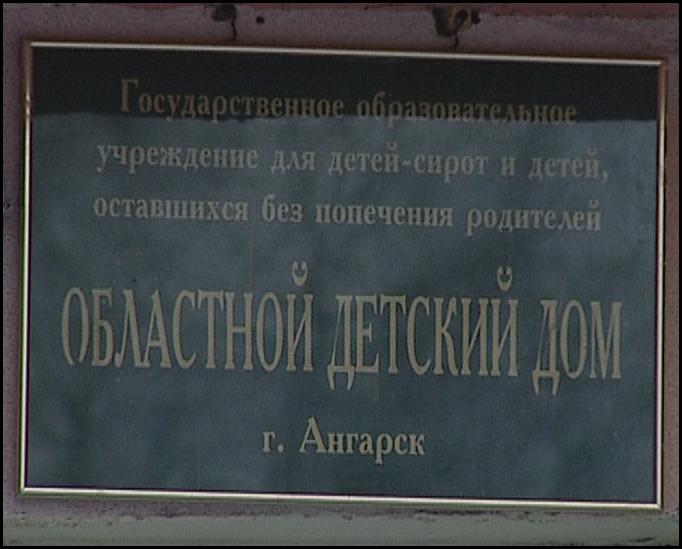 Государственное образовательное
учреждение для детей-сирот и детей,
оставшихся без попечения родителей
ОБЛАСТНОЙ ДЕТСКИЙ ДОМ
г. Ангарск